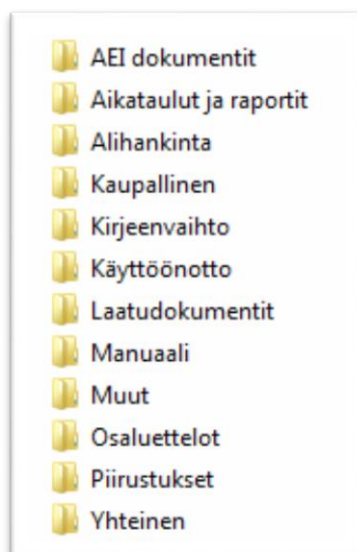 AEI dokumentit
Aikataulut ja raportit
Alihankinta
Kaupallinen
Kirjeenvaihto
Käyttöönotto
Laatudokumentit
Manuaali
Muut
Osaluettelot
Piirustukset
Yhteinen